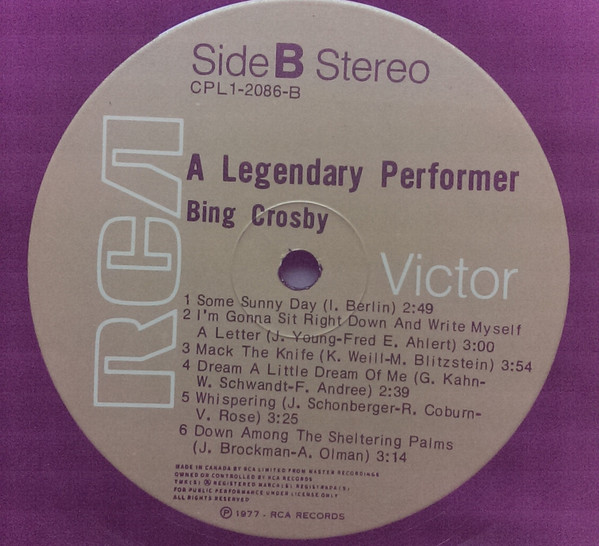 Side B Stereo
CPL1-2086-B
RCA
A Legendary Performer
Bing Crosby
Victor
1 Some Sunny Day (I. Berlin) 2:49
2 I'm Gonna Sit Right Down And Write Myself
A Letter (J. Young-Fred E. Ahlert) 3:00
3 Mack The Knife (K. Weill-M. Blitzstein) 3:54
4 Dream A Little Dream Of Me (G. Kahn-
W. Schwandt-F. Andree) 2:39
5 Whispering (J. Schonberger-R. Coburn-
V. Rose) 3:25
6 Down Among The Sheltering Palms
(J. Brockman-A. Olman) 3:14
MADE IN CANADA BY RCA LIMITED FROM MASTER RECORDINGS
OWNED OR CONTROLLED BY RCA RECORDS
TMK(S) ® REGISTERED MARCA(S) REGISTRADA(S)
FOR PUBLIC PERFORMANCE UNDER LICENSE ONLY
ALL RIGHTS RESERVED
℗ 1977 - RCA RECORDS